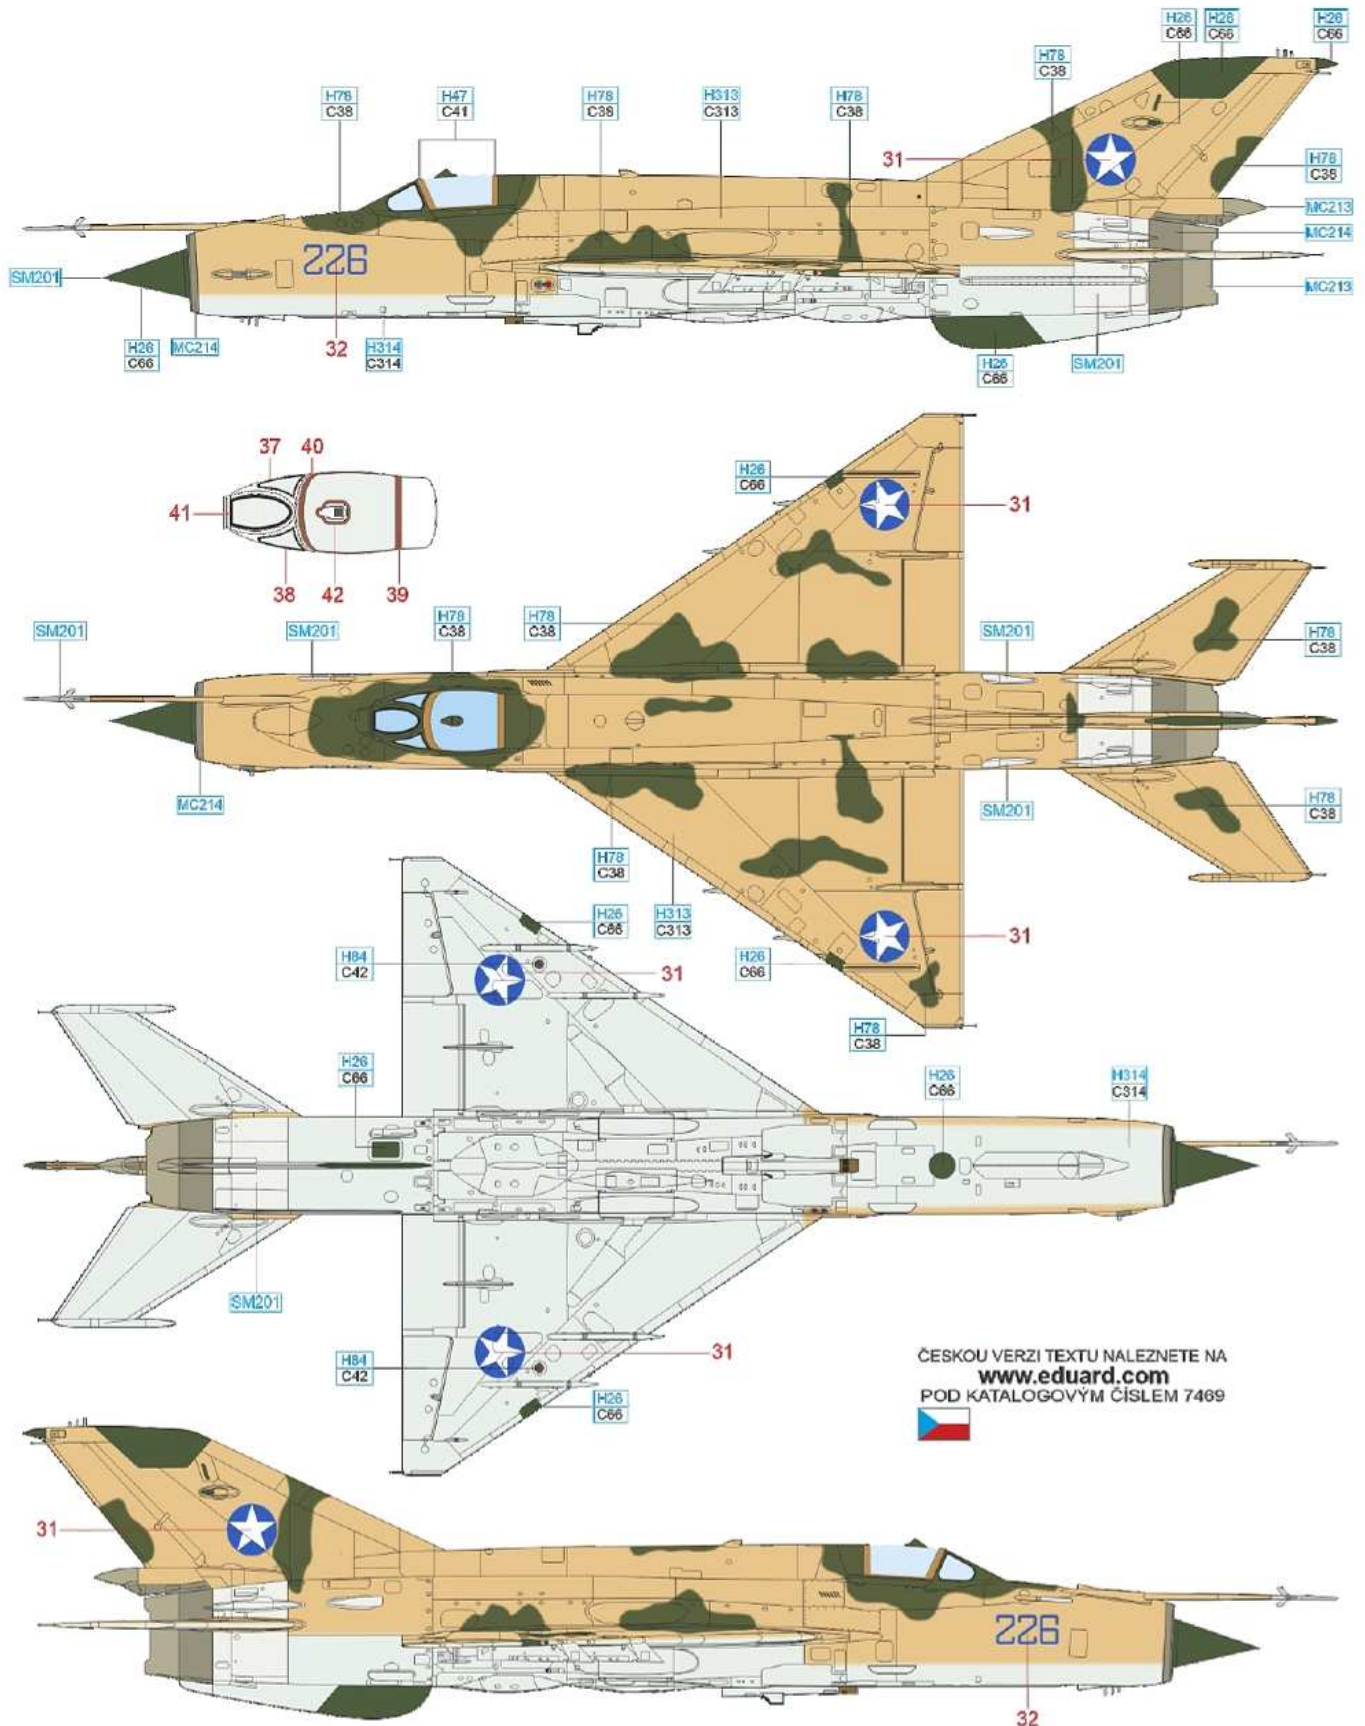 H26
C66
H26
C66
H26
C66
H78
C38
H78
C38
H47
C41
H78
C38
H313
C313
H78
C38
31
H78
C38
MC213
MC214
226
SM201
MC213
H26
C66
MC214
32
H314
C314
H26
C66
SM201
37
40
41
38
42
39
H26
C66
31
SM201
SM201
H78
C38
H78
C38
SM201
H78
C38
MC214
SM201
H78
C38
H78
C38
H26
C66
H313
C313
31
H84
C42
31
H26
C66
H78
C38
H26
C66
H26
C66
H314
C314
SM201
31
H84
C42
H26
C66
ČESKOU VERZI TEXTU NALEZNETE NA
www.eduard.com
POD KATALOGOVÝM ČÍSLEM 7469
31
226
32